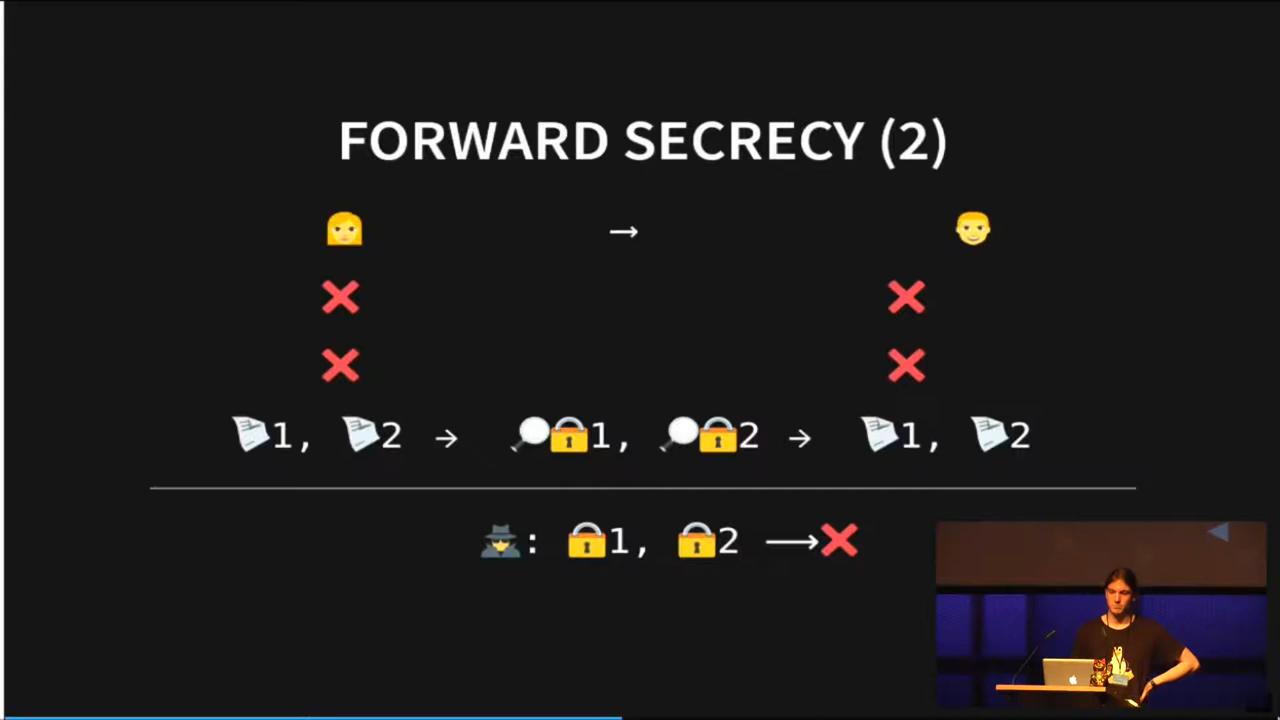 FORWARD SECRECY (2)
→
1, 2 → 1, 2 → 1, 2
: 1, 2 ⟶